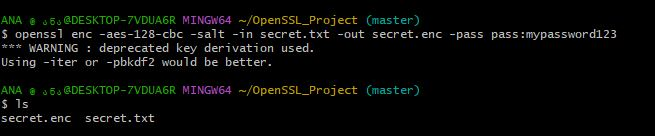 ANA @DESKTOP-7VDUA6R MINGW64 ~/OpenSSL_Project (master)
$ openssl enc -aes-128-cbc -salt -in secret.txt -out secret.enc -pass pass:mypassword123
*** WARNING : deprecated key derivation used.
Using -iter or -pbkdf2 would be better.
ANA @DESKTOP-7VDUA6R MINGW64 ~/OpenSSL_Project (master)
$ ls
secret.enc secret.txt